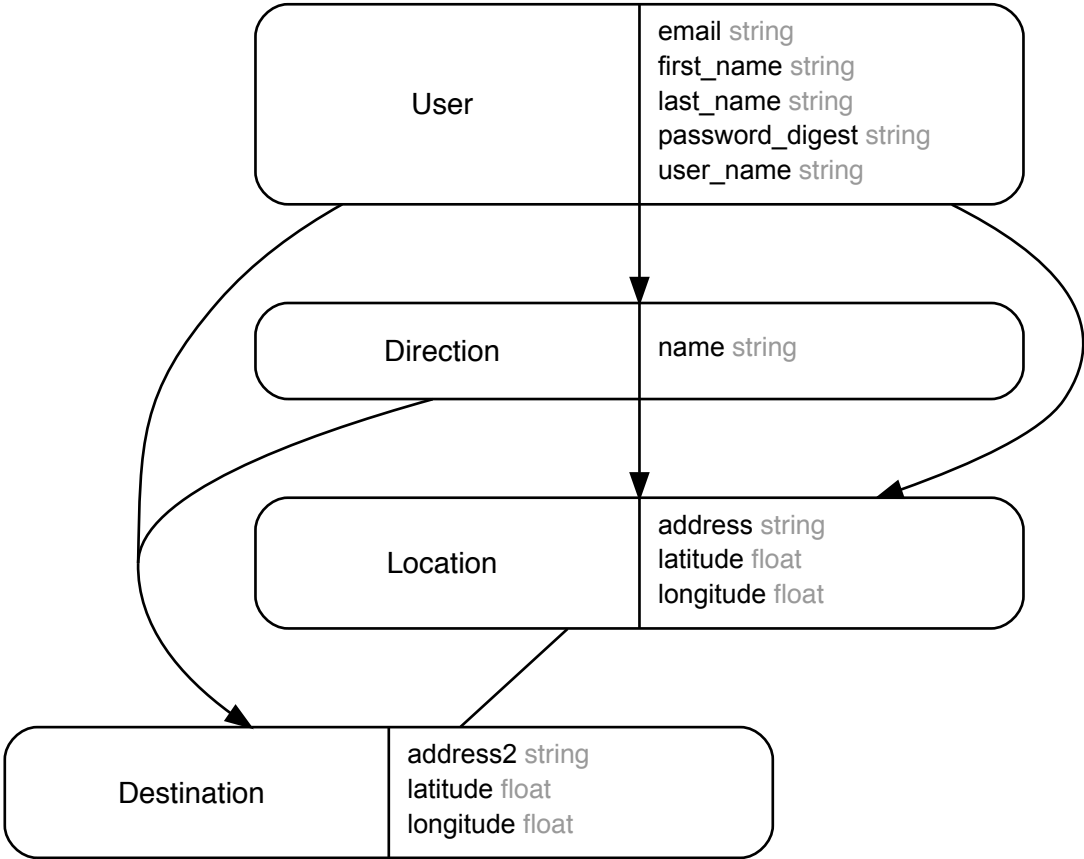 User
email string
first_name string
last_name string
password_digest string
user_name string
Direction
name string
Location
address string
latitude float
longitude float
Destination
address2 string
latitude float
longitude float